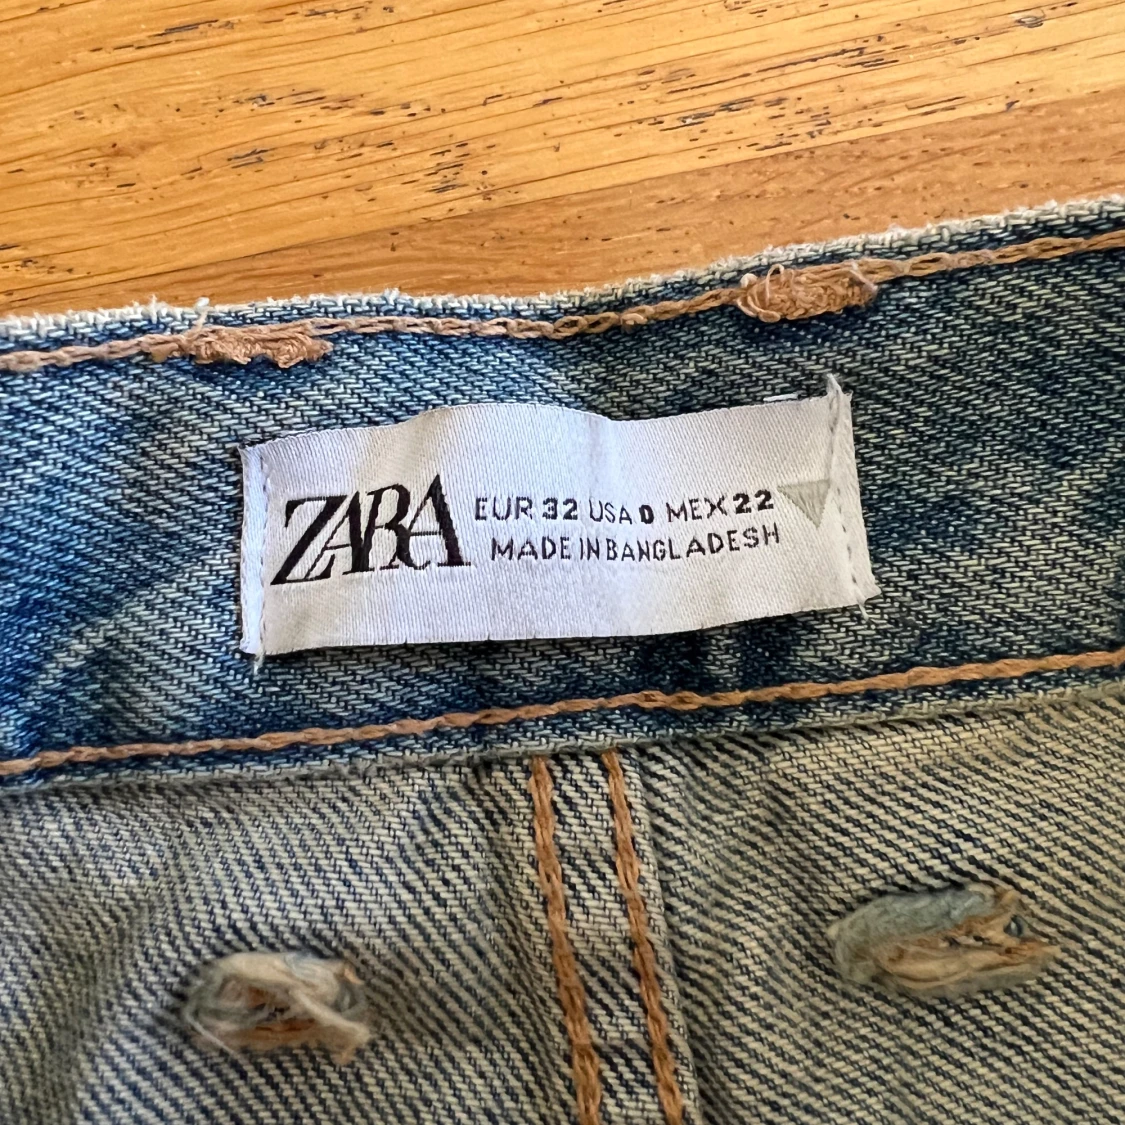 ZARA
EUR 32 USA 0 MEX 22
MADE IN BANGLADESH